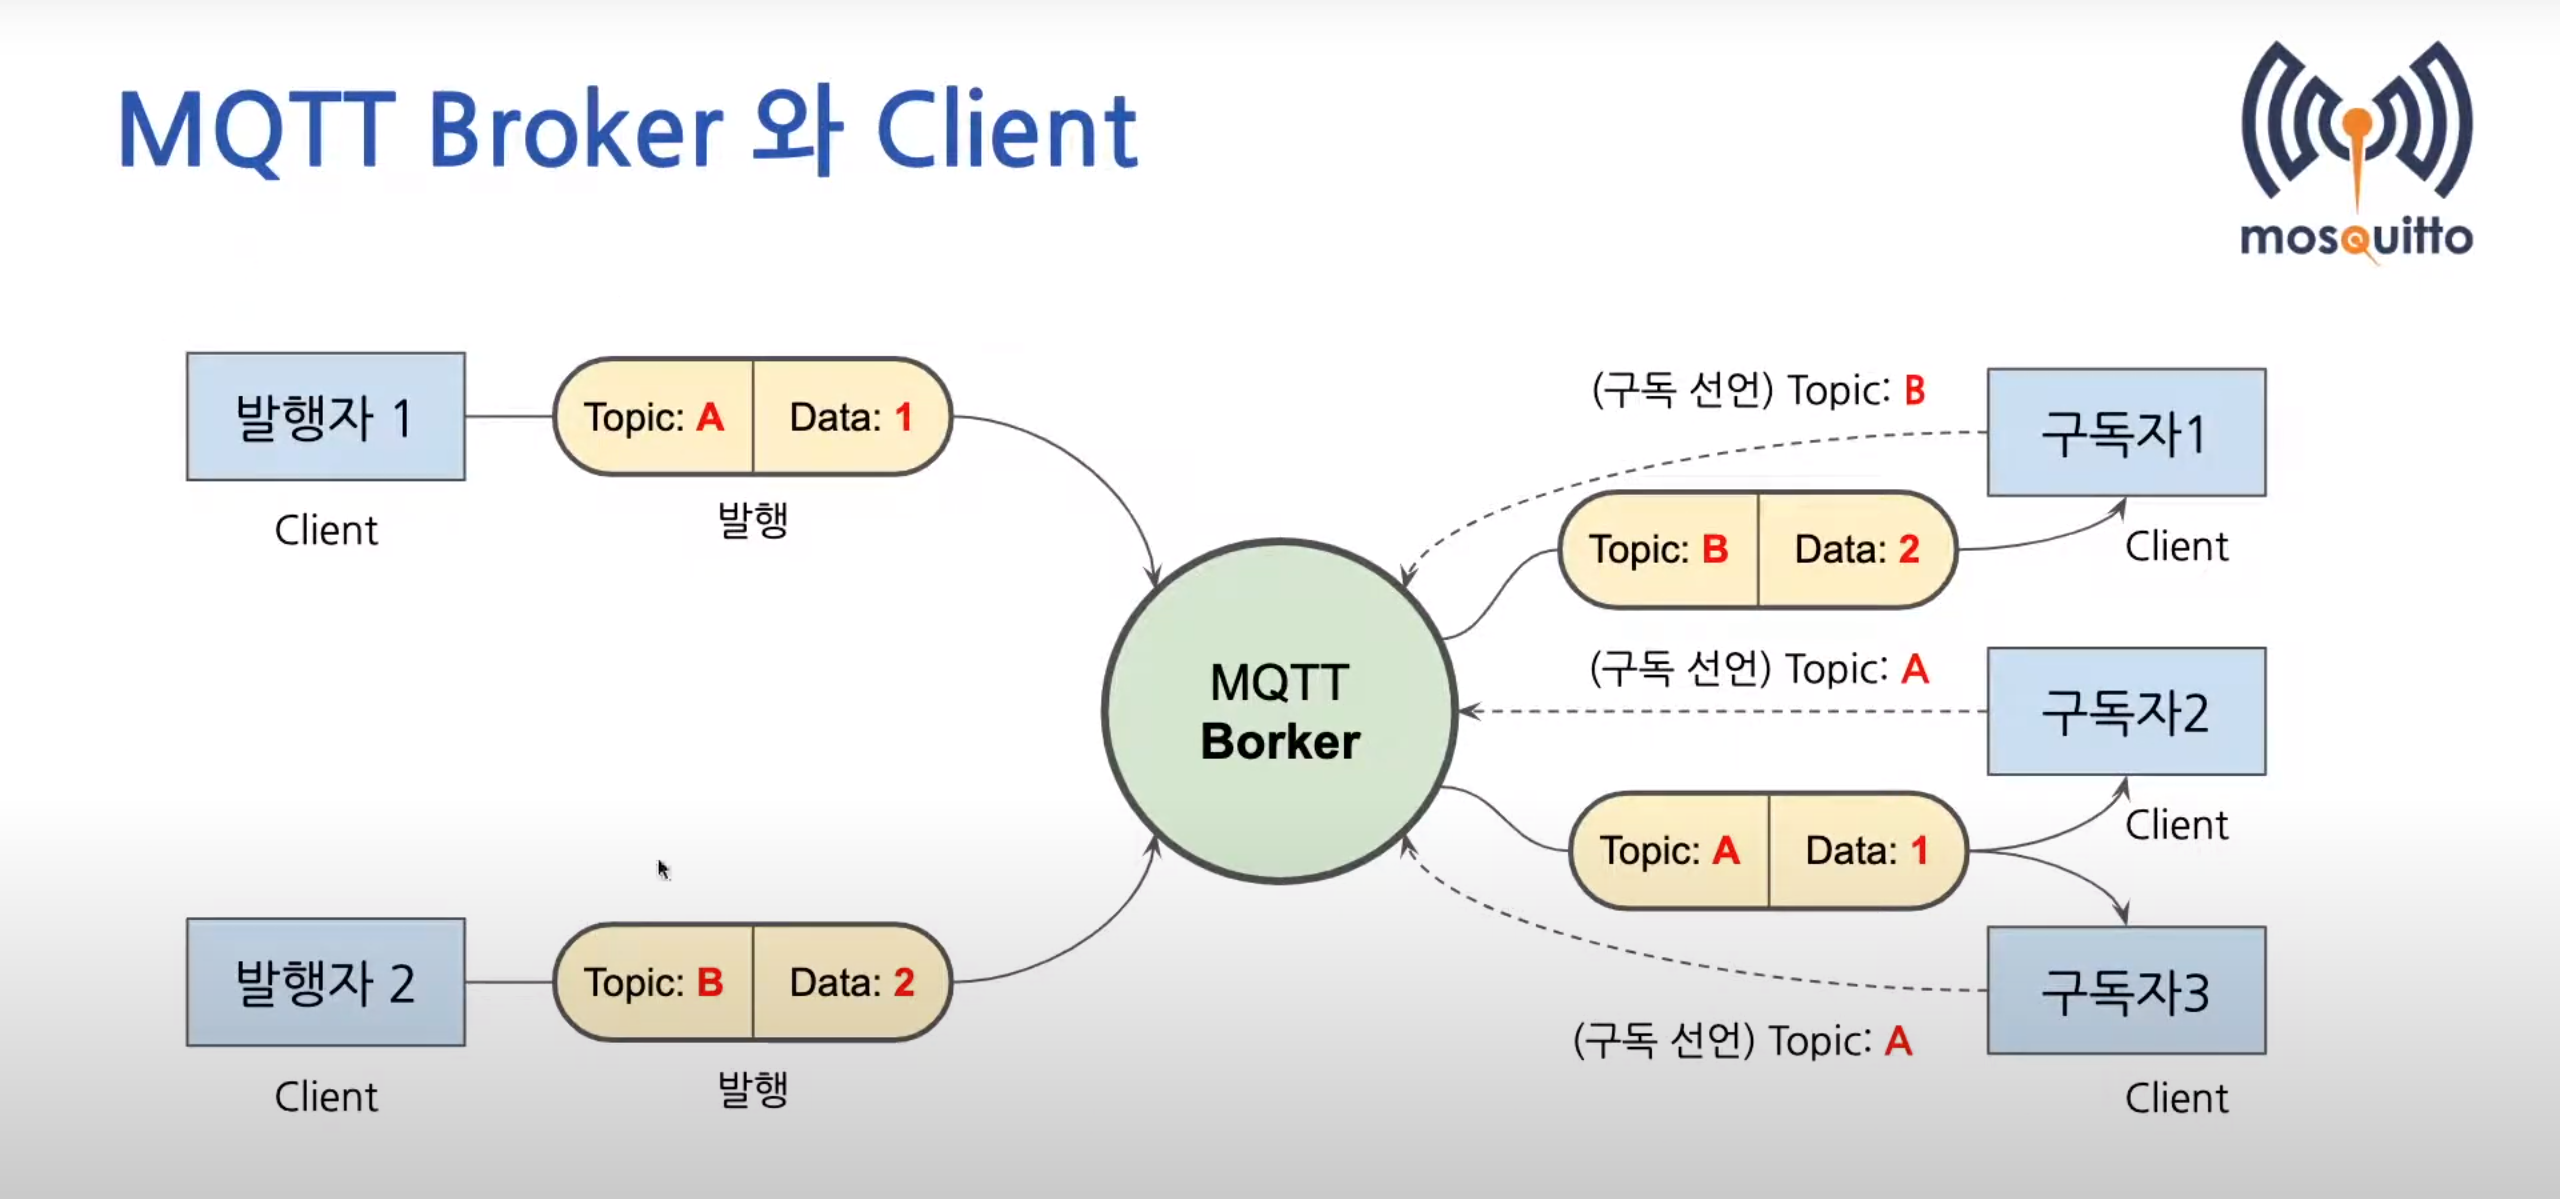 MQTT Broker 와 Client
mosquitto
발행자 1
Client
Topic: A
Data: 1
발행
발행자 2
Client
Topic: B
Data: 2
발행
MQTT
Borker
(구독 선언) Topic: B
구독자1
Client
Topic: B
Data: 2
(구독 선언) Topic: A
구독자2
Client
Topic: A
Data: 1
구독자3
(구독 선언) Topic: A
Client